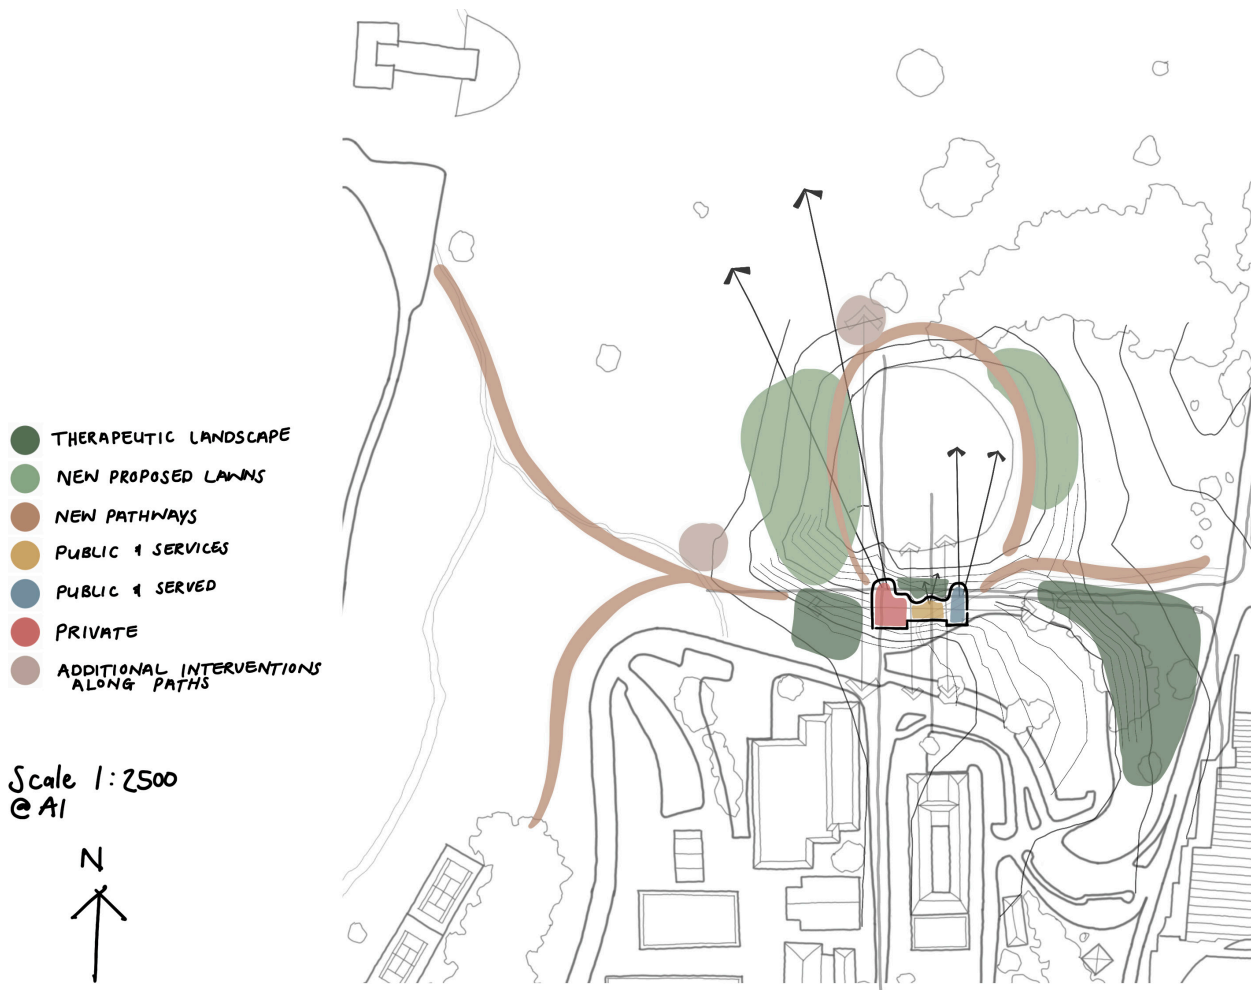 THERAPEUTIC LANDSCAPE
NEW PROPOSED LAWNS
NEW PATHWAYS
PUBLIC & SERVICES
PUBLIC & SERVED
PRIVATE
ADDITIONAL INTERVENTIONS
ALONG PATHS
Scale 1:2500
@ A1
N